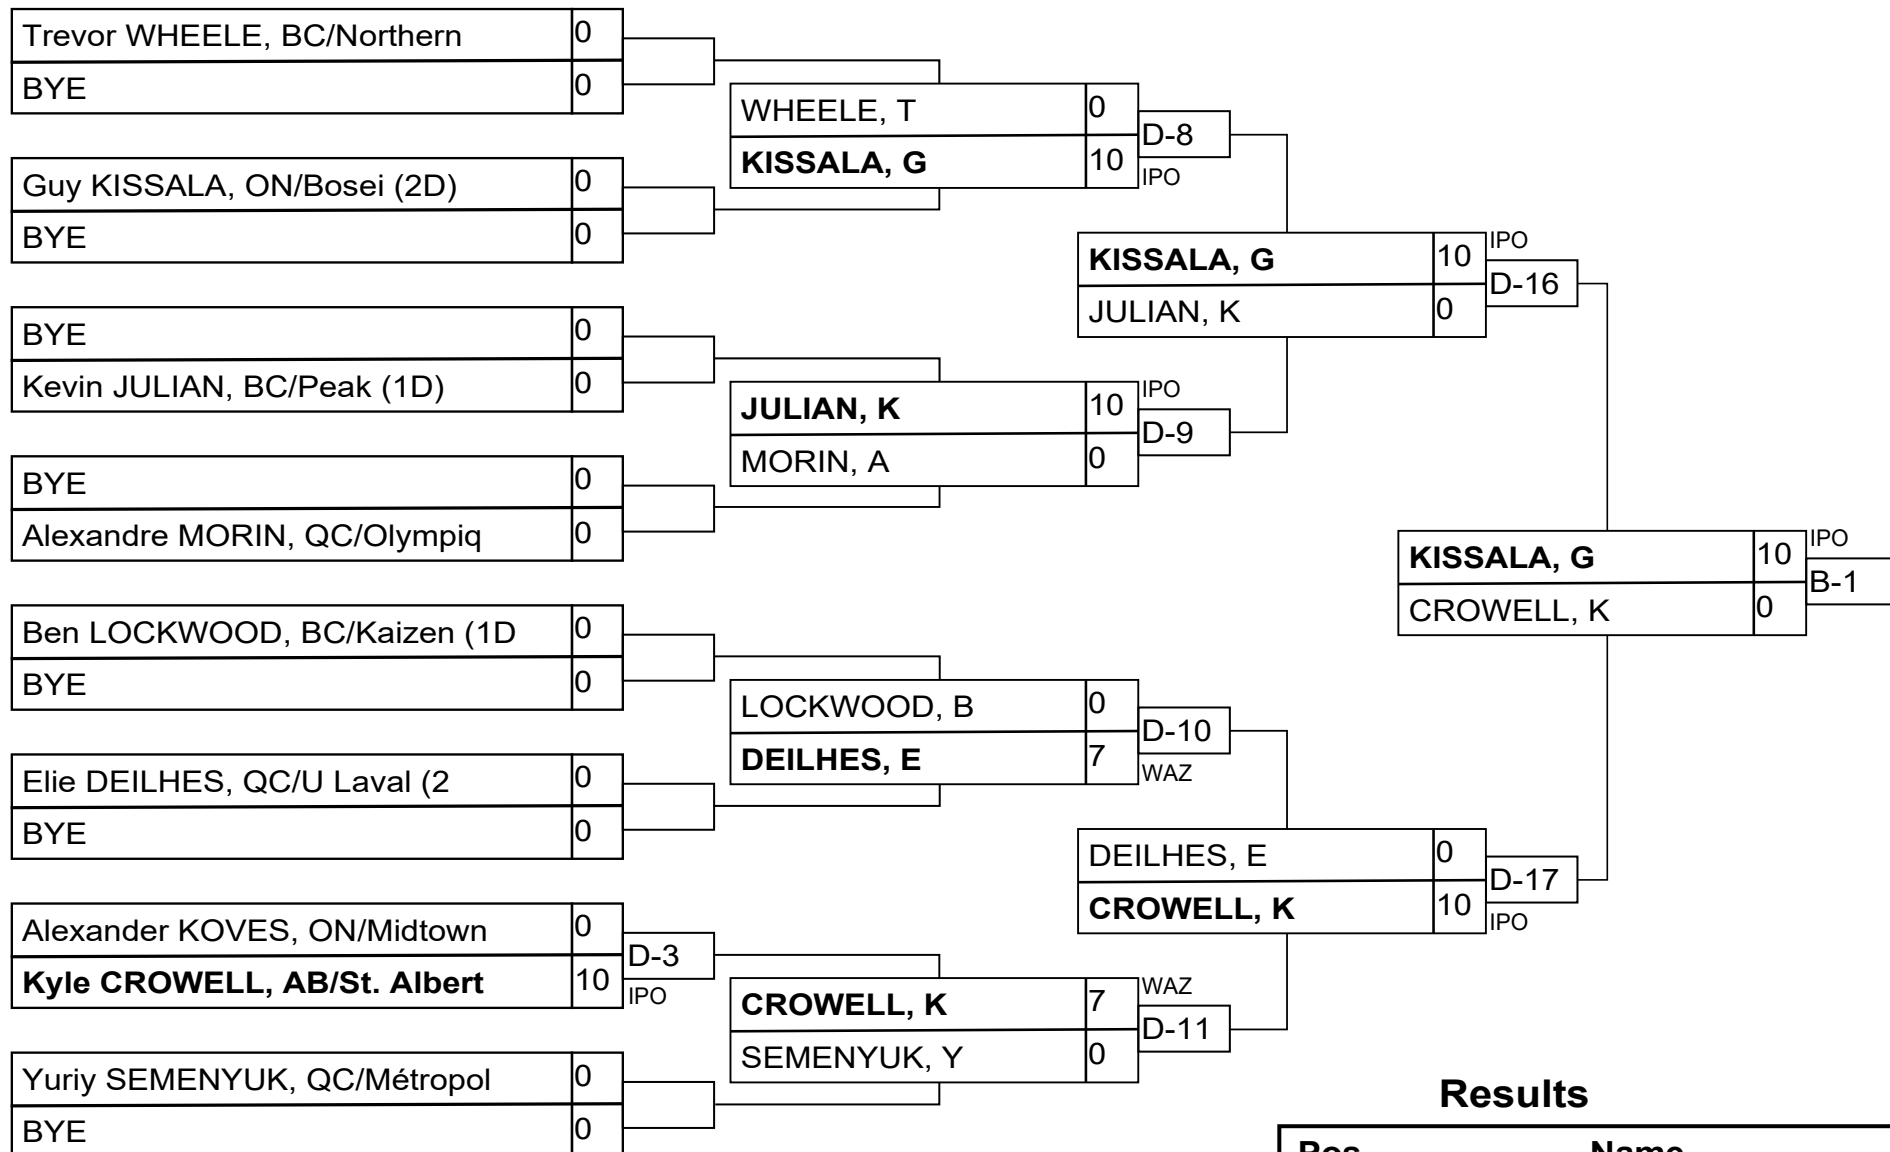 Trevor WHEELE, BC/Northern 0
BYE 0
Guy KISSALA, ON/Bosei (2D) 0
BYE 0
BYE 0
Kevin JULIAN, BC/Peak (1D) 0
BYE 0
Alexandre MORIN, QC/Olympiq 0
Ben LOCKWOOD, BC/Kaizen (1D 0
BYE 0
Elie DEILHES, QC/U Laval (2 0
BYE 0
Alexander KOVES, ON/Midtown 0
Kyle CROWELL, AB/St. Albert 10
D-3
IPO
Yuriy SEMENYUK, QC/Métropol 0
BYE 0
WHEELE, T 0
KISSALA, G 10
D-8
IPO
JULIAN, K 10
MORIN, A 0
IPO
D-9
LOCKWOOD, B 0
DEILHES, E 7
D-10
WAZ
CROWELL, K 7
SEMENYUK, Y 0
WAZ
D-11
KISSALA, G 10
JULIAN, K 0
IPO
D-16
DEILHES, E 0
CROWELL, K 10
D-17
IPO
KISSALA, G 10
CROWELL, K 0
IPO
B-1
Results
Pos Name